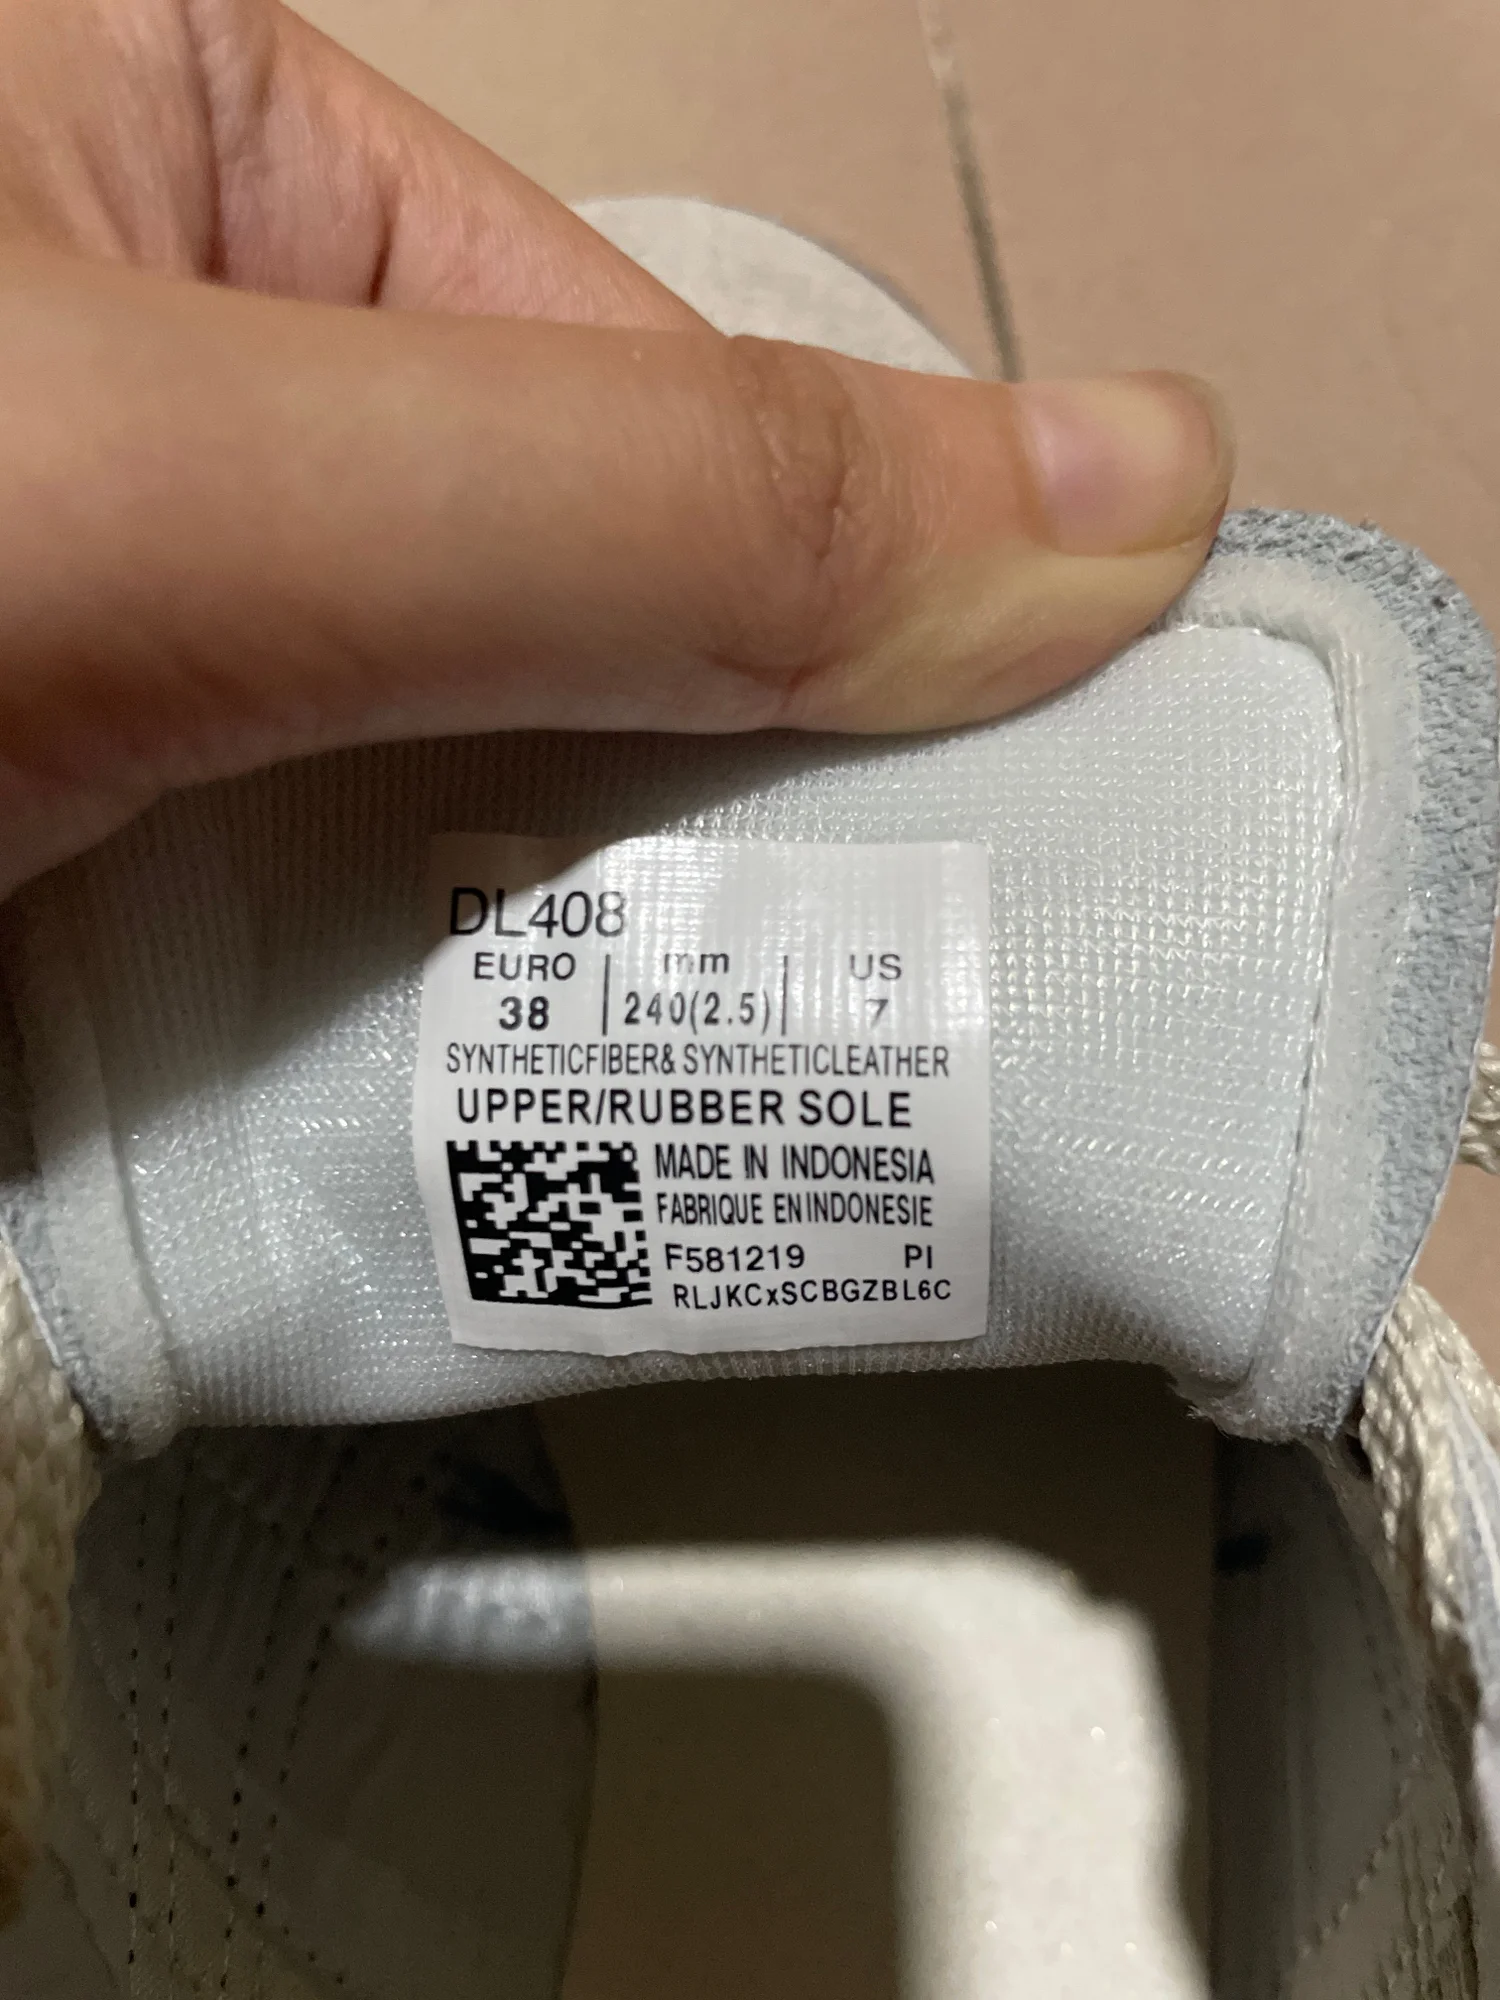 DL408
EURO | mm | US
38 | 240(2.5) | 7
SYNTHETICFIBER& SYNTHETICLEATHER
UPPER/RUBBER SOLE
MADE IN INDONESIA
FABRIQUE EN INDONESIE
F581219 PI
RLJKCxSCBGZBL6C